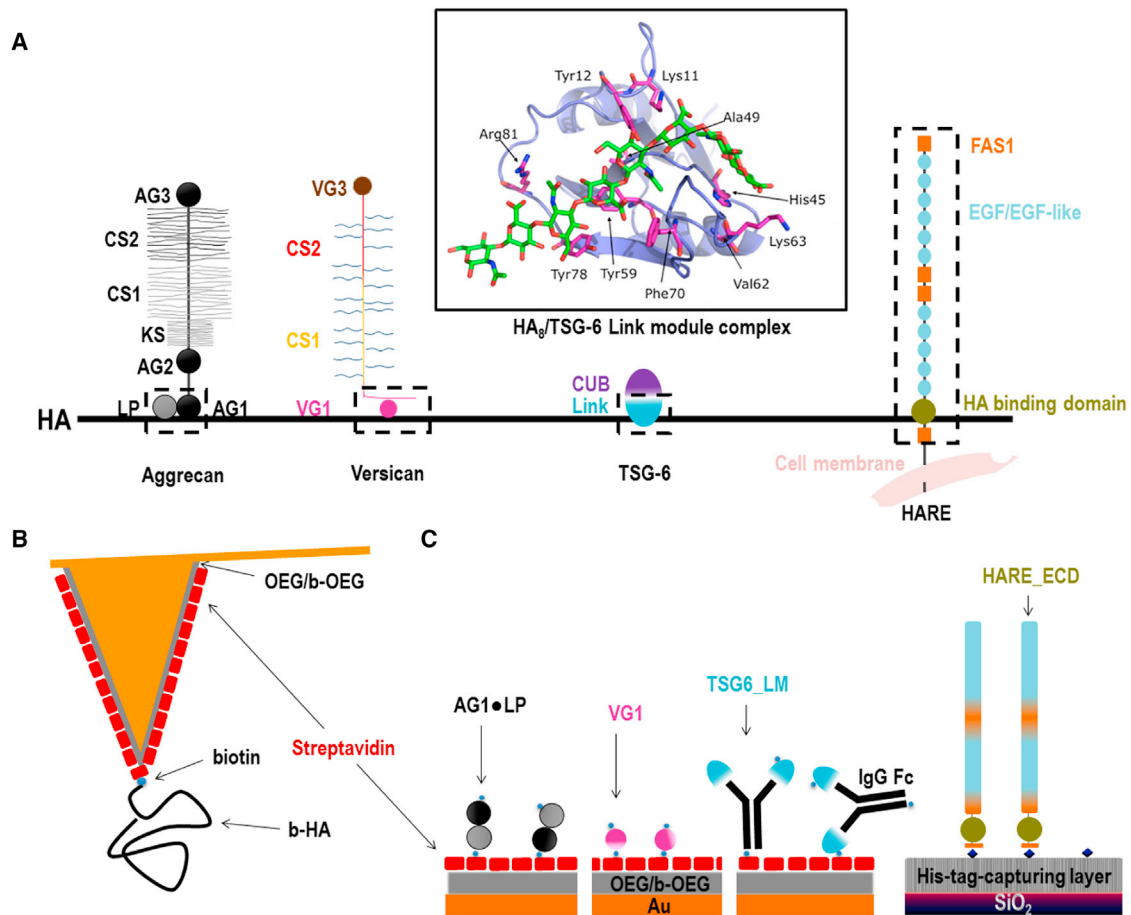 A
Tyr12
Lys11
Ala49
Arg81
His45
Lys63
Tyr78
Tyr59
Phe70
Val62
HA8/TSG-6 Link module complex
AG3
CS2
CS1
KS
AG2
LP
AG1
HA
Aggrecan
VG3
CS2
CS1
VG1
Versican
CUB
Link
TSG-6
FAS1
EGF/EGF-like
HA binding domain
Cell membrane
HARE
B
OEG/b-OEG
Streptavidin
biotin
b-HA
C
AG1●LP
VG1
TSG6_LM
IgG Fc
HARE_ECD
OEG/b-OEG
Au
His-tag-capturing layer
SiO2